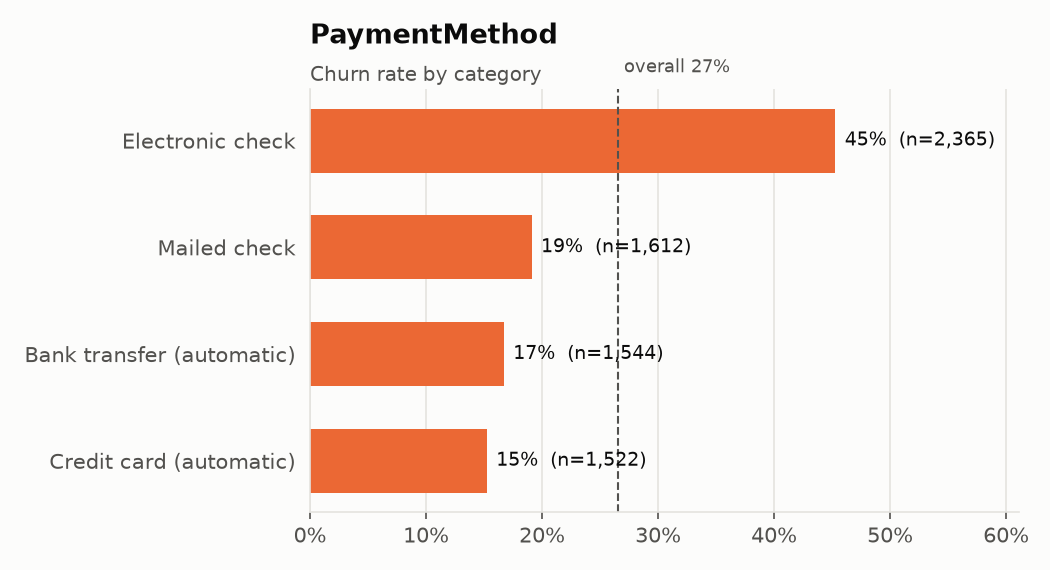 PaymentMethod
Churn rate by category
overall 27%
Electronic check
45% (n=2,365)
Mailed check
19% (n=1,612)
Bank transfer (automatic)
17% (n=1,544)
Credit card (automatic)
15% (n=1,522)
0% 10% 20% 30% 40% 50% 60%